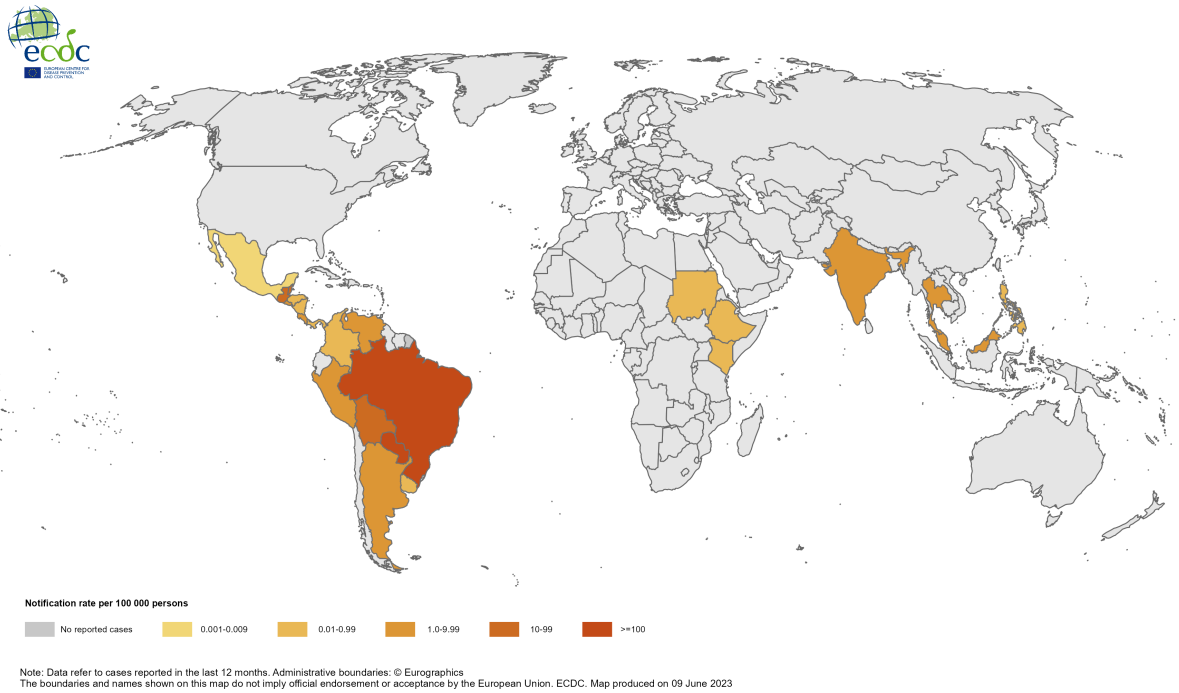 ecdc
EUROPEAN CENTRE FOR
DISEASE PREVENTION
AND CONTROL
Notification rate per 100 000 persons
No reported cases
0.001-0.009
0.01-0.99
1.0-9.99
10-99
>=100
Note: Data refer to cases reported in the last 12 months. Administrative boundaries: © Eurographics
The boundaries and names shown on this map do not imply official endorsement or acceptance by the European Union. ECDC. Map produced on 09 June 2023